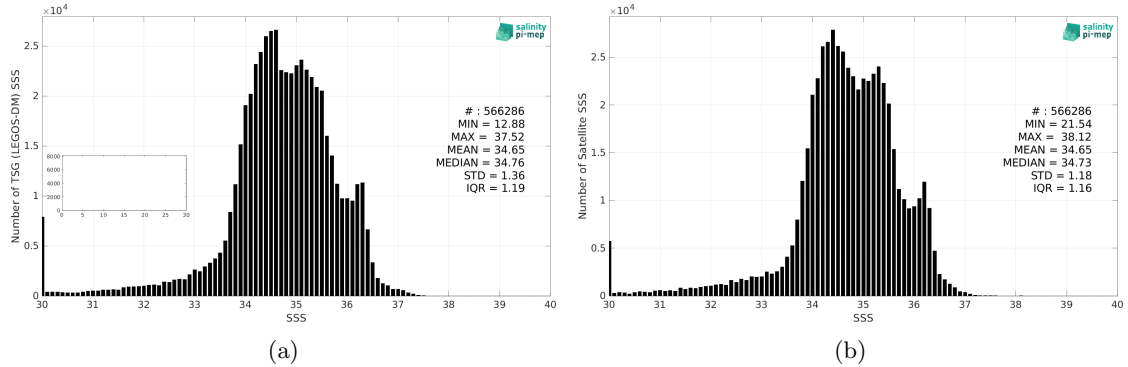 ×10⁴
salinity
pi-mep
2.5
2
1.5
1
0.5
0
Number of TSG (LEGOS-DM) SSS
# : 566286
MIN = 12.88
MAX = 37.52
MEAN = 34.65
MEDIAN = 34.76
STD = 1.36
IQR = 1.19
8000
6000
4000
2000
0
0 5 10 15 20 25 30
30 31 32 33 34 35 36 37 38 39 40
SSS
(a)
×10⁴
salinity
pi-mep
2.5
2
1.5
1
0.5
0
Number of Satellite SSS
# : 566286
MIN = 21.54
MAX = 38.12
MEAN = 34.65
MEDIAN = 34.73
STD = 1.18
IQR = 1.16
30 31 32 33 34 35 36 37 38 39 40
SSS
(b)